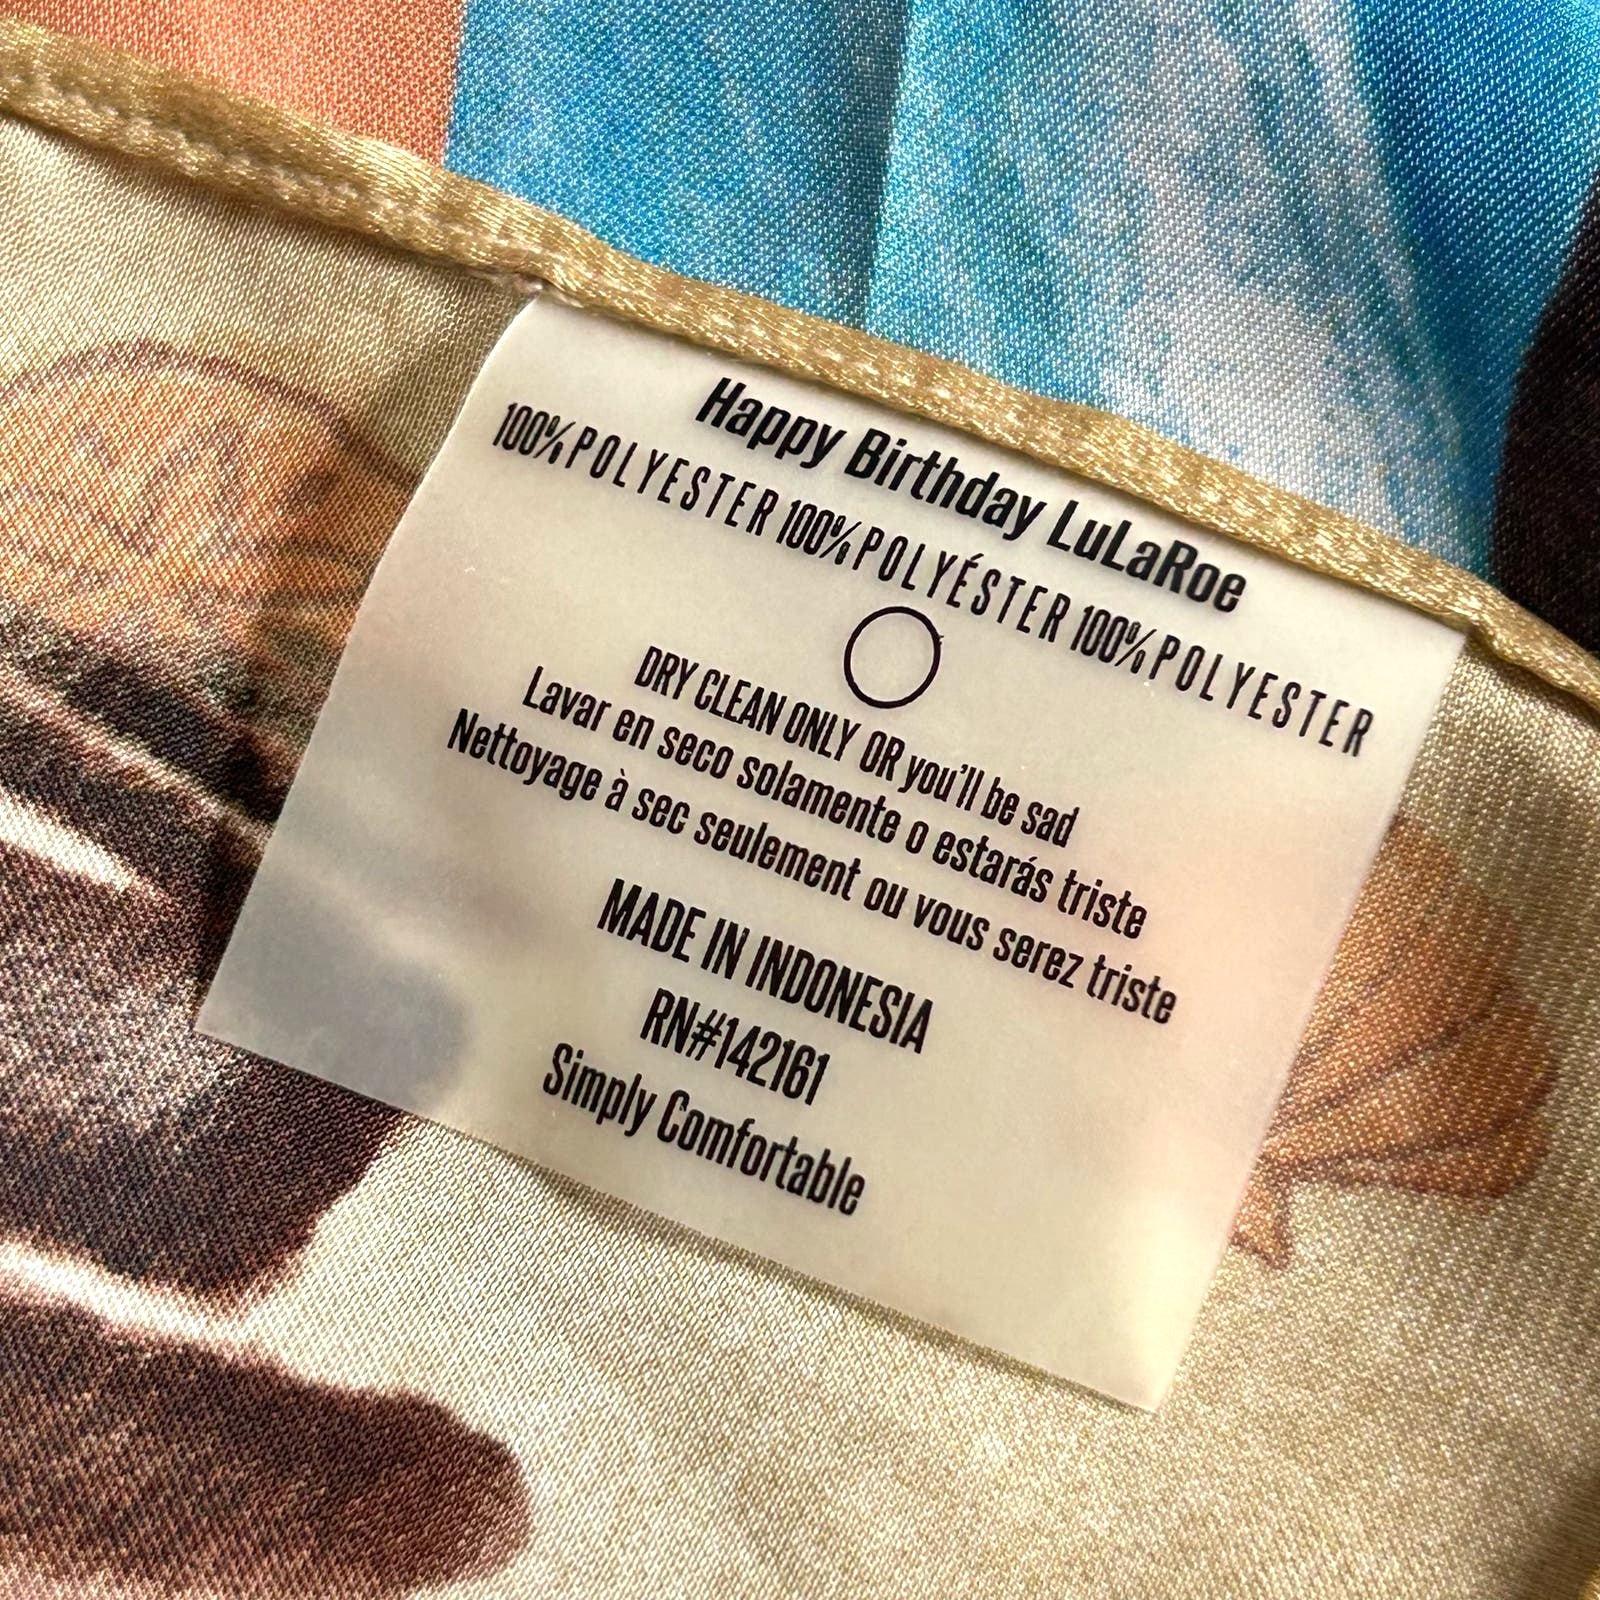 Happy Birthday LuLaRoe
100% POLYESTER 100% POLYÉSTER 100% POLYESTER
DRY CLEAN ONLY OR you'll be sad
Lavar en seco solamente o estarás triste
Nettoyage à sec seulement ou vous serez triste
MADE IN INDONESIA
RN#142161
Simply Comfortable